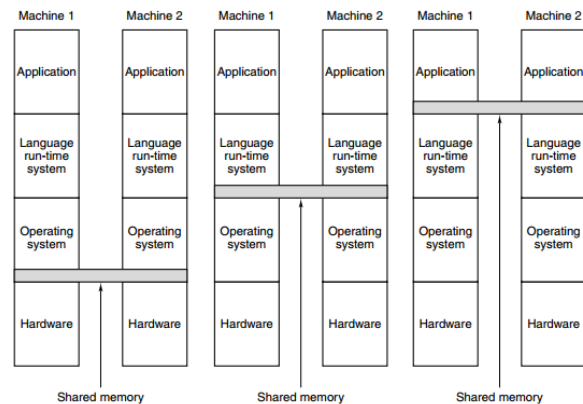 Machine 1 Machine 2 Machine 1 Machine 2 Machine 1 Machine 2
Application Application Application Application Application Application
Language Language Language Language Language Language
run-time run-time run-time run-time run-time run-time
system system system system system system
Operating Operating Operating Operating Operating Operating
system system system system system system
Hardware Hardware Hardware Hardware Hardware Hardware
Shared memory Shared memory Shared memory